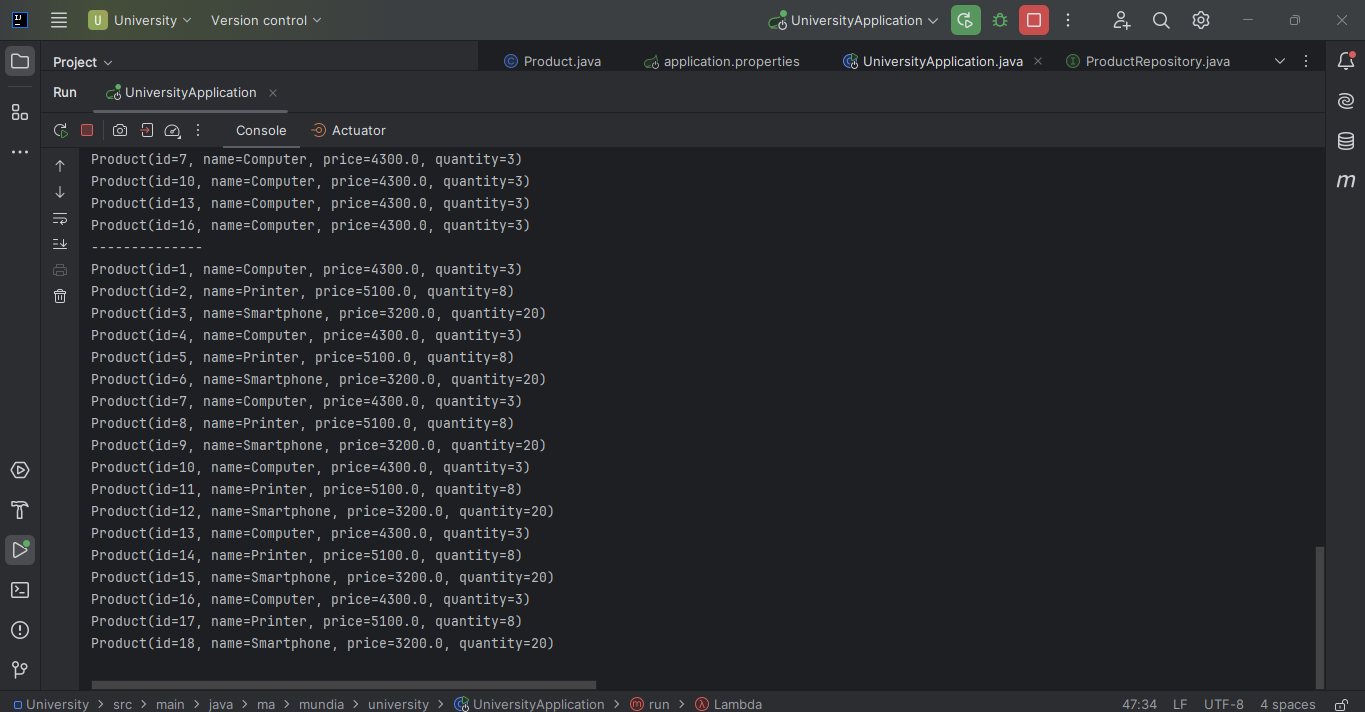 U University Version control UniversityApplication
Project Product.java application.properties UniversityApplication.java ProductRepository.java
Run UniversityApplication
Console Actuator
Product(id=7, name=Computer, price=4300.0, quantity=3)
Product(id=10, name=Computer, price=4300.0, quantity=3)
Product(id=13, name=Computer, price=4300.0, quantity=3)
Product(id=16, name=Computer, price=4300.0, quantity=3)
--------------
Product(id=1, name=Computer, price=4300.0, quantity=3)
Product(id=2, name=Printer, price=5100.0, quantity=8)
Product(id=3, name=Smartphone, price=3200.0, quantity=20)
Product(id=4, name=Computer, price=4300.0, quantity=3)
Product(id=5, name=Printer, price=5100.0, quantity=8)
Product(id=6, name=Smartphone, price=3200.0, quantity=20)
Product(id=7, name=Computer, price=4300.0, quantity=3)
Product(id=8, name=Printer, price=5100.0, quantity=8)
Product(id=9, name=Smartphone, price=3200.0, quantity=20)
Product(id=10, name=Computer, price=4300.0, quantity=3)
Product(id=11, name=Printer, price=5100.0, quantity=8)
Product(id=12, name=Smartphone, price=3200.0, quantity=20)
Product(id=13, name=Computer, price=4300.0, quantity=3)
Product(id=14, name=Printer, price=5100.0, quantity=8)
Product(id=15, name=Smartphone, price=3200.0, quantity=20)
Product(id=16, name=Computer, price=4300.0, quantity=3)
Product(id=17, name=Printer, price=5100.0, quantity=8)
Product(id=18, name=Smartphone, price=3200.0, quantity=20)
University > src > main > java > ma > mundia > university > UniversityApplication > m run > λ Lambda 47:34 LF UTF-8 4 spaces